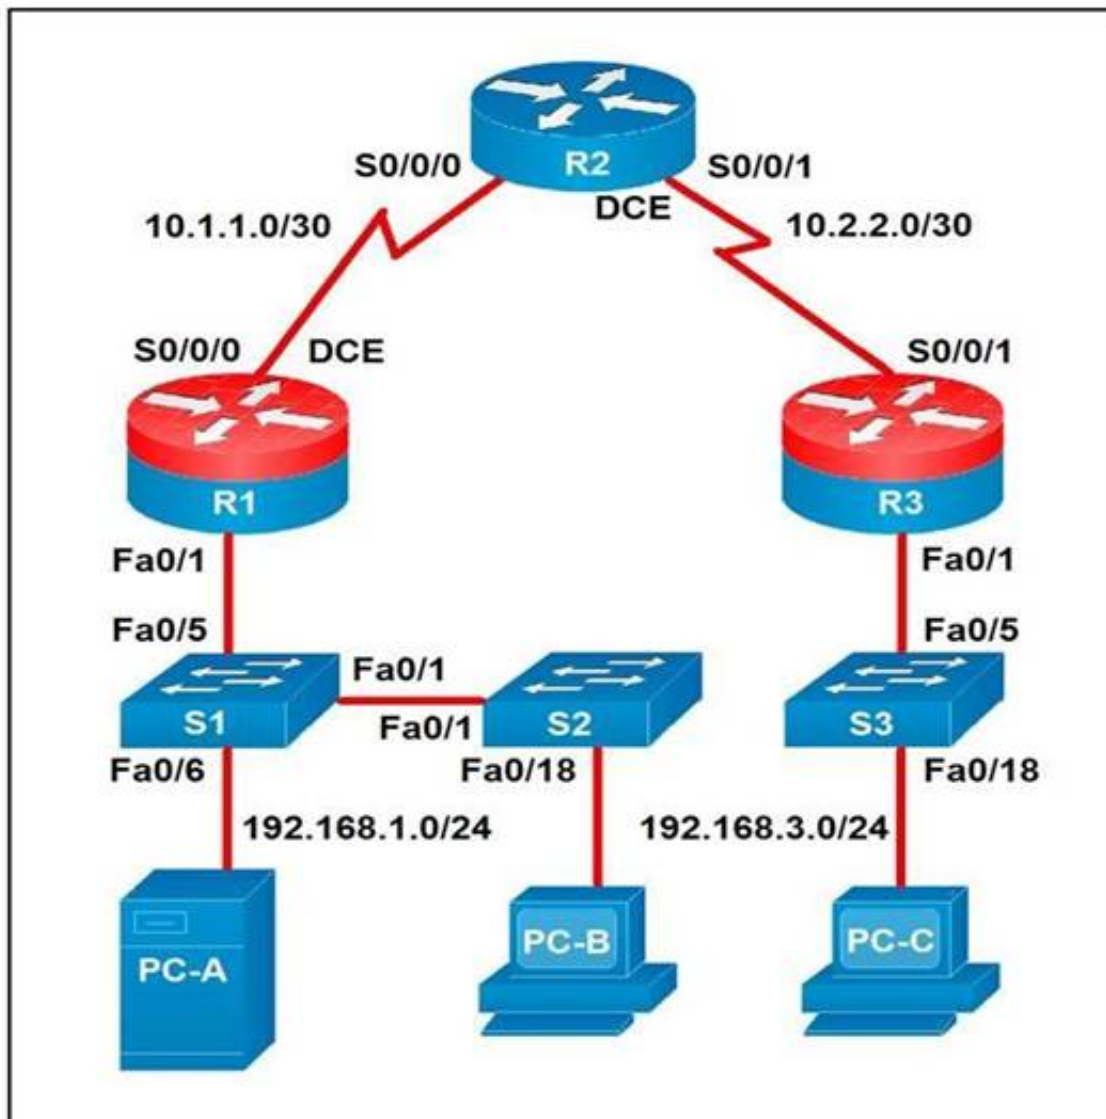 R2
S0/0/0
S0/0/1
DCE
10.1.1.0/30
10.2.2.0/30
S0/0/0
DCE
S0/0/1
R1
R3
Fa0/1
Fa0/1
Fa0/5
Fa0/5
Fa0/1
S1
Fa0/1
S2
S3
Fa0/6
Fa0/18
Fa0/18
192.168.1.0/24
192.168.3.0/24
PC-A
PC-B
PC-C